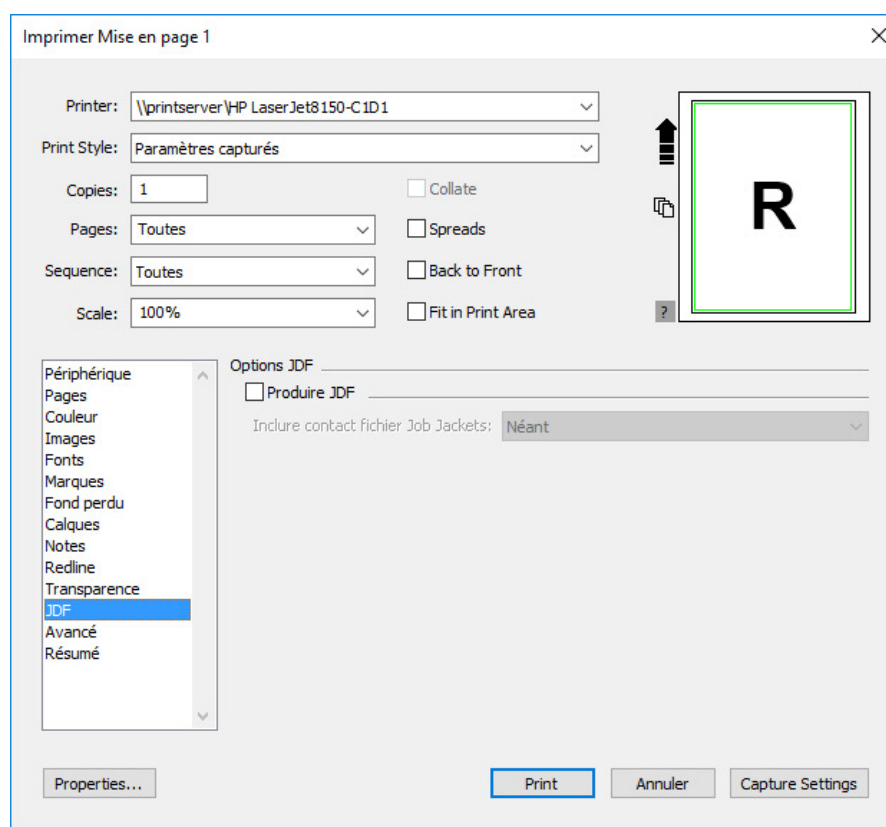 Imprimer Mise en page 1
Printer: \\printserver\HP LaserJet8150-C1D1
Print Style: Paramètres capturés
Copies: 1 Collate
Pages: Toutes Spreads
Sequence: Toutes Back to Front
Scale: 100% Fit in Print Area
?
R
Périphérique
Pages
Couleur
Images
Fonts
Marques
Fond perdu
Calques
Notes
Redline
Transparence
JDF
Avancé
Résumé
Options JDF
Produire JDF
Inclure contact fichier Job Jackets: Néant
Properties... Print Annuler Capture Settings